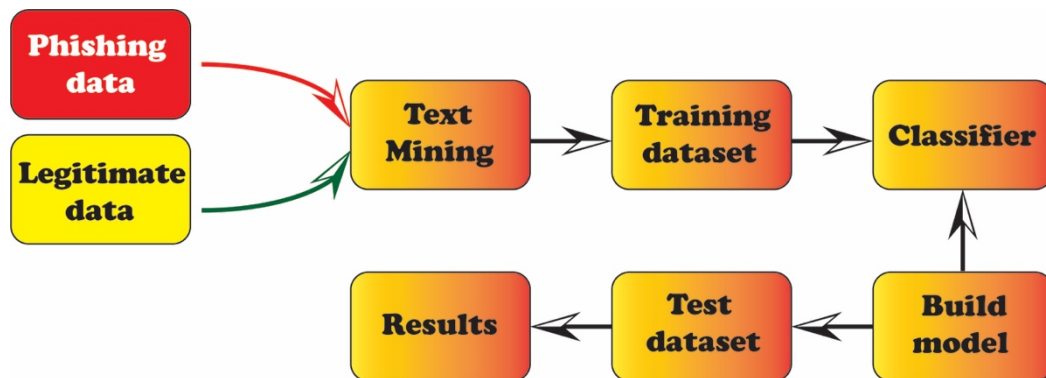 Phishing
data
Legitimate
data
Text
Mining
Training
dataset
Classifier
Results
Test
dataset
Build
model